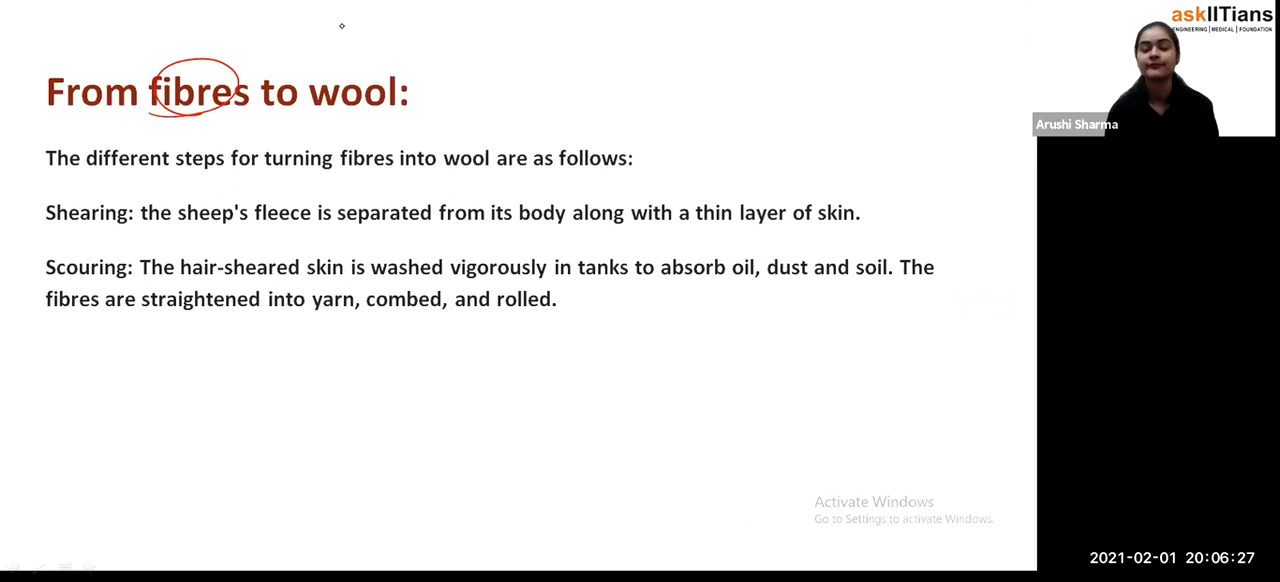 askIITians
ENGINEERING | MEDICAL | FOUNDATION
From fibres to wool:
Arushi Sharma
The different steps for turning fibres into wool are as follows:
Shearing: the sheep's fleece is separated from its body along with a thin layer of skin.
Scouring: The hair-sheared skin is washed vigorously in tanks to absorb oil, dust and soil. The
fibres are straightened into yarn, combed, and rolled.
Activate Windows
Go to Settings to activate Windows.
2021-02-01 20:06:27